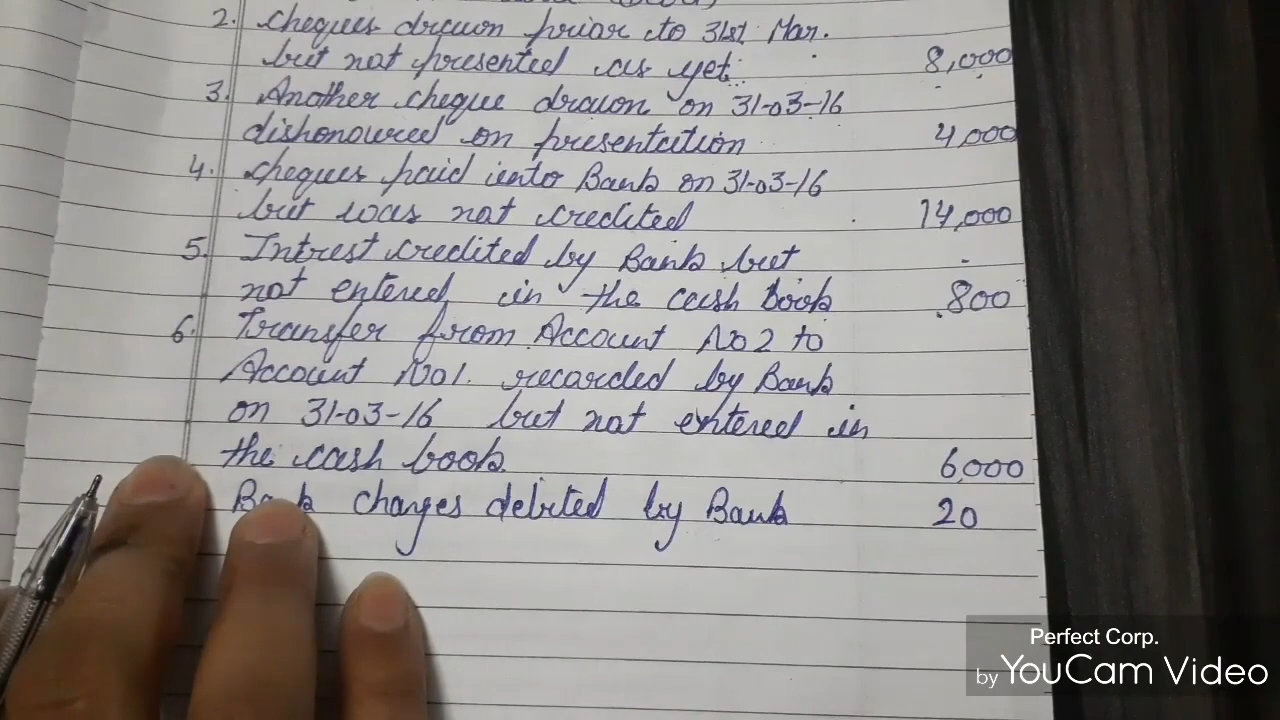 2. Cheques drawn prior to 31st Mar.
but not presented as yet. 8,000
3. Another cheque drawn on 31-03-16
dishonoured on presentation 4,000
4. Cheques paid into Bank on 31-03-16
but was not credited 14,000
5. Intrest credited by Bank but
not entered in the cash book 800
6. Transfer from Account No 2 to
Account No1. recorded by Bank
on 31-03-16 but not entered in
the cash book 6,000
Bank charges debited by Bank 20
Perfect Corp.
by YouCam Video